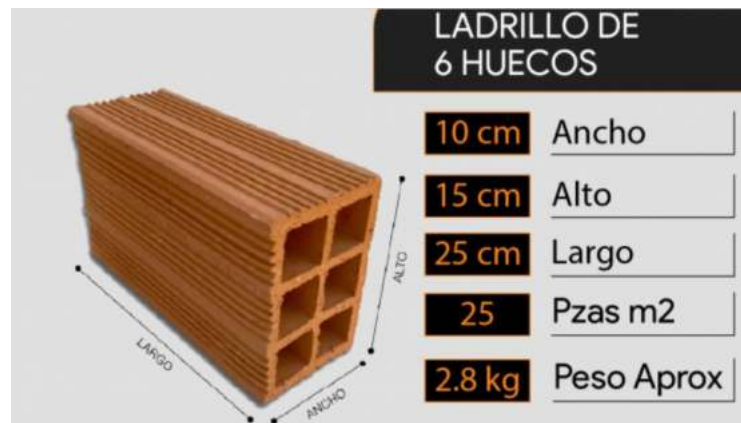 LADRILLO DE
6 HUECOS
10 cm Ancho
15 cm Alto
25 cm Largo
25 Pzas m2
2.8 kg Peso Aprox
LARGO
ANCHO
ALTO